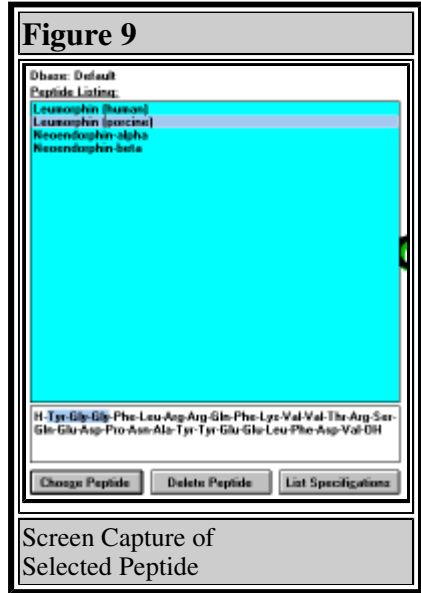 Figure 9
Dbase: Default
Peptide Listing:
Leumorphin (human)
Leumorphin (porcine)
Neoendorphin-alpha
Neoendorphin-beta
H-Tyr-Gly-Gly-Phe-Leu-Arg-Arg-Gln-Phe-Lys-Val-Val-Thr-Arg-Ser-
Gln-Glu-Asp-Pro-Asn-Ala-Tyr-Tyr-Glu-Glu-Leu-Phe-Asp-Val-OH
Choose Peptide Delete Peptide List Specifications
Screen Capture of
Selected Peptide